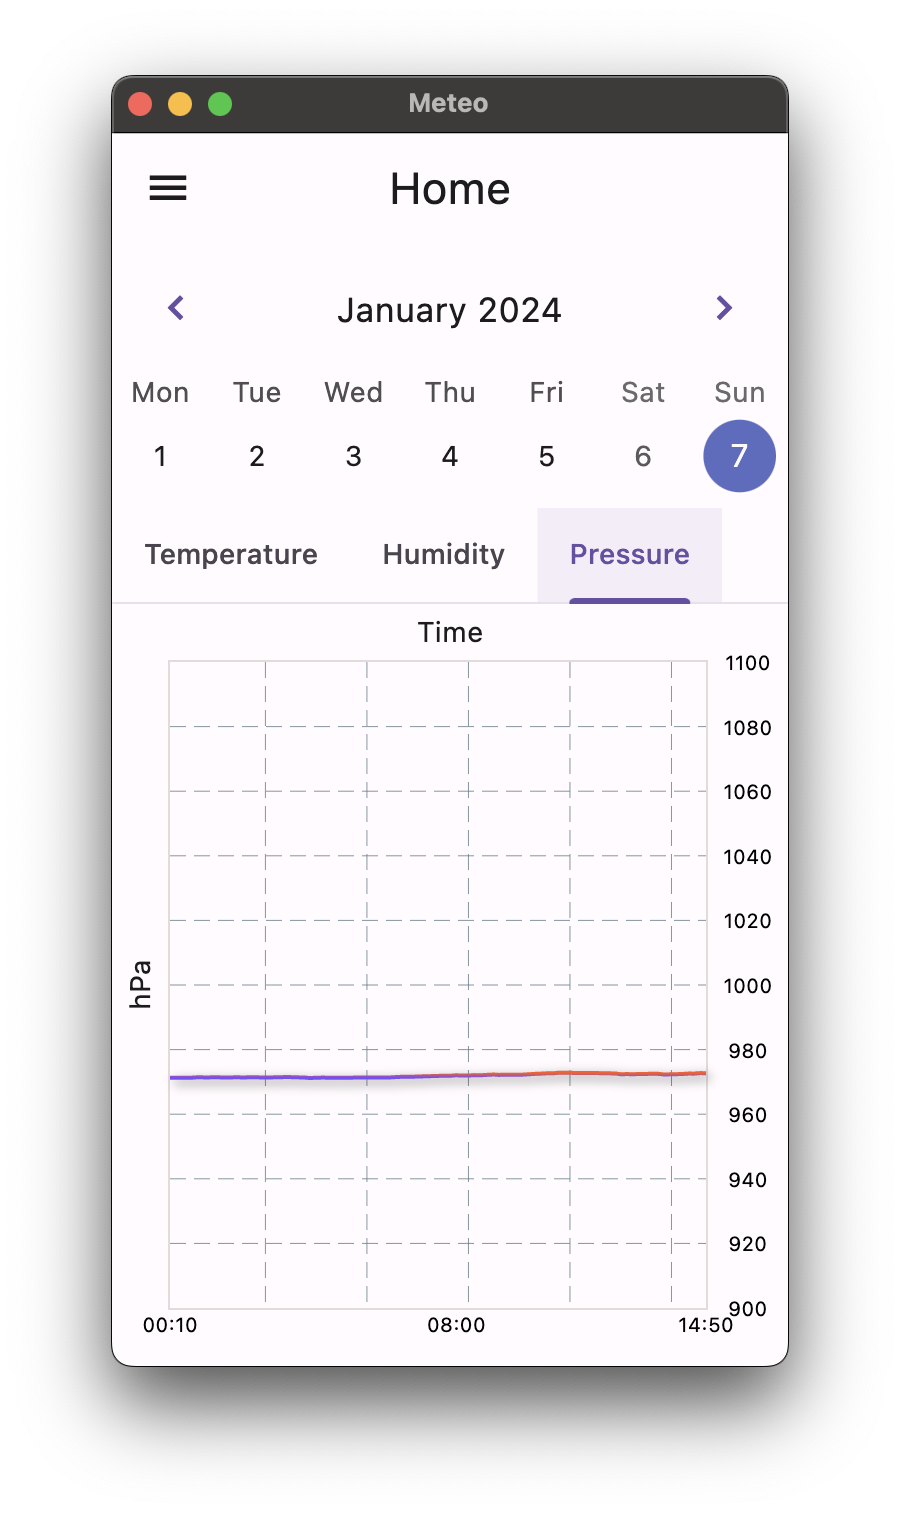 Meteo
Home
January 2024
Mon Tue Wed Thu Fri Sat Sun
1 2 3 4 5 6 7
Temperature Humidity Pressure
Time
1100
1080
1060
1040
1020
hPa
1000
980
960
940
920
900
00:10 08:00 14:50